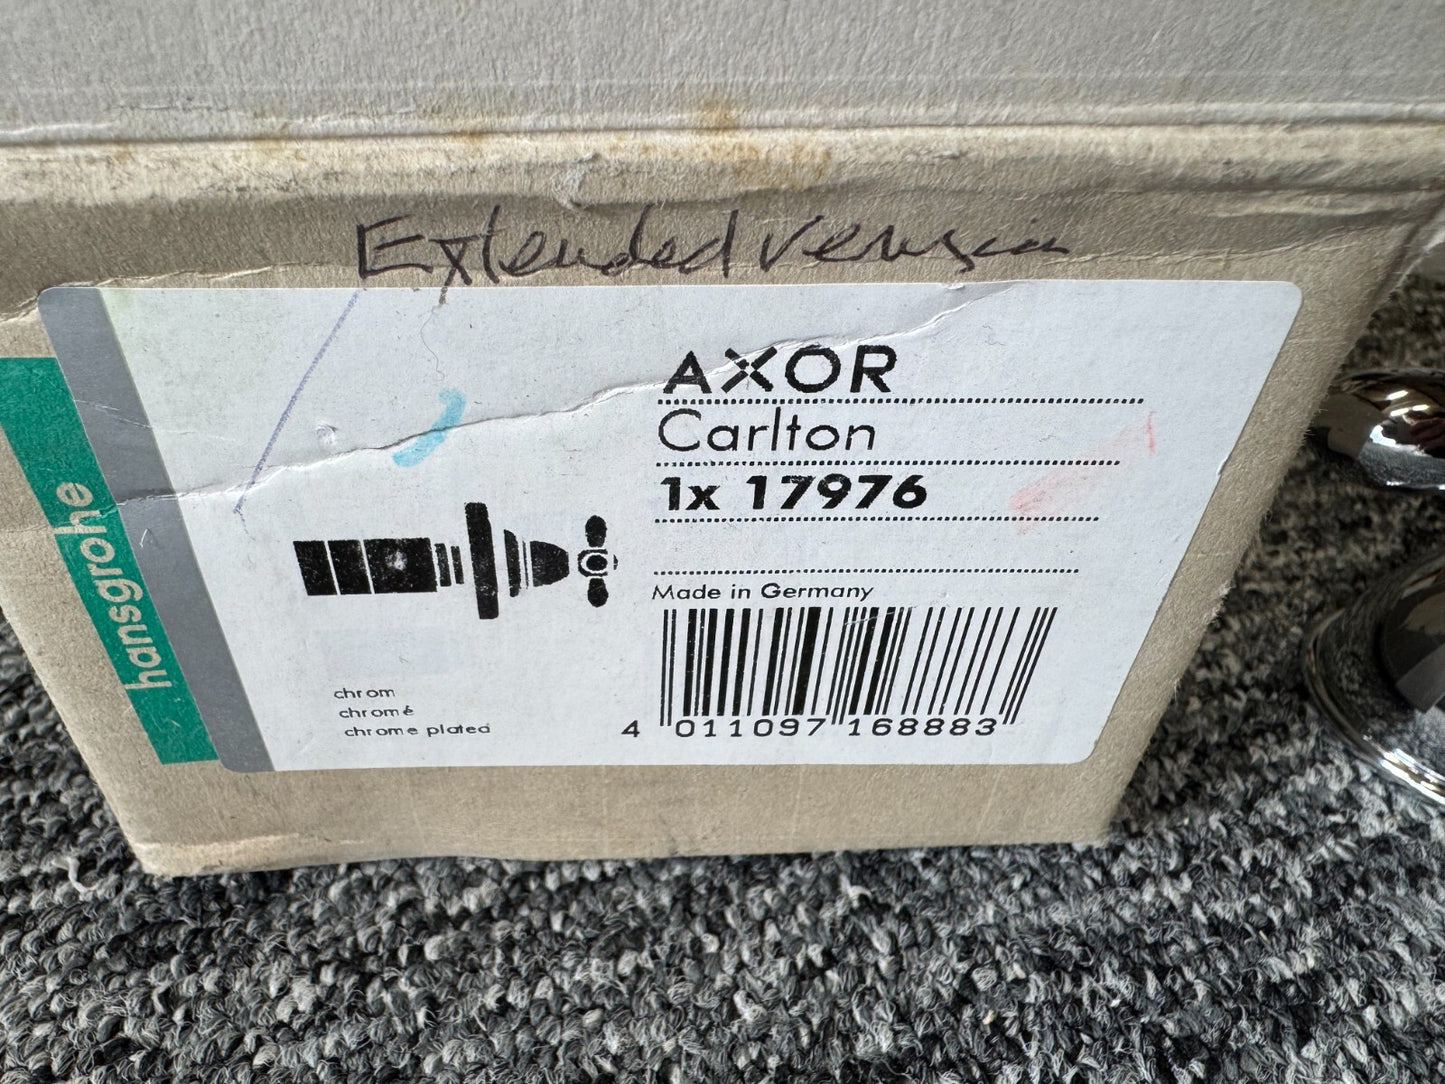 Extended version
AXOR
Carlton
1x 17976
Made in Germany
hansgrohe
chrom
chromé
chrome plated
4 011097 168883